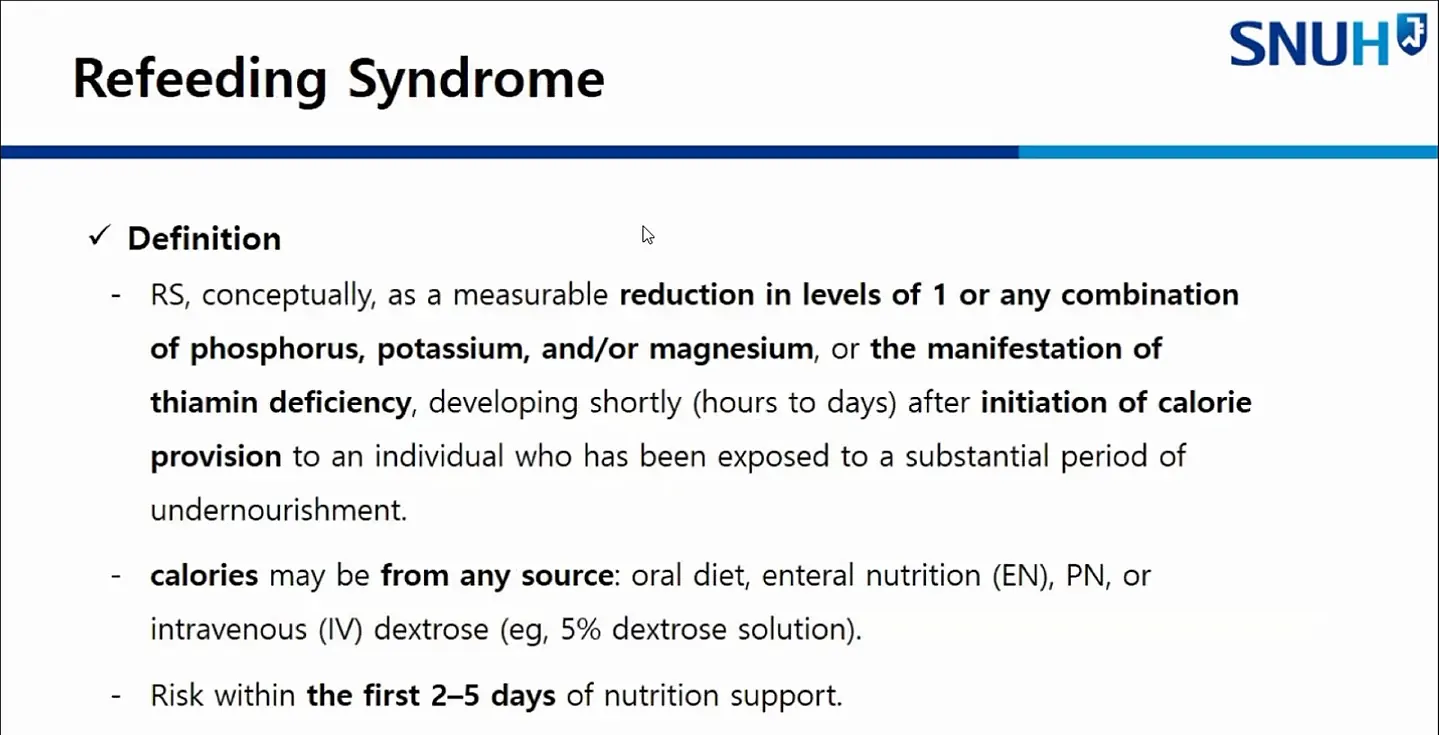 SNUH
Refeeding Syndrome
✓ Definition
- RS, conceptually, as a measurable reduction in levels of 1 or any combination
of phosphorus, potassium, and/or magnesium, or the manifestation of
thiamin deficiency, developing shortly (hours to days) after initiation of calorie
provision to an individual who has been exposed to a substantial period of
undernourishment.
- calories may be from any source: oral diet, enteral nutrition (EN), PN, or
intravenous (IV) dextrose (eg, 5% dextrose solution).
- Risk within the first 2–5 days of nutrition support.